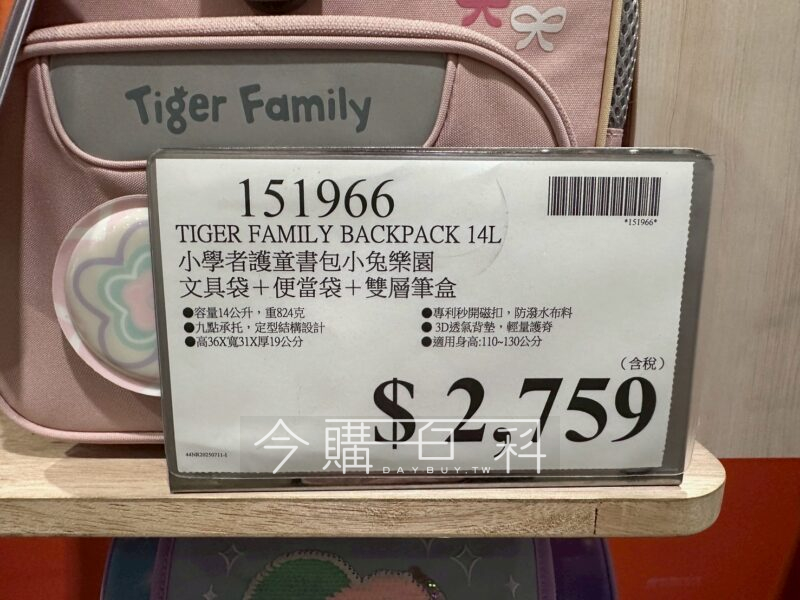 Tiger Family
151966
*151966*
TIGER FAMILY BACKPACK 14L
小學者護童書包小兔樂園
文具袋＋便當袋＋雙層筆盒
●容量14公升，重824克
●九點承托，定型結構設計
●高36X寬31X厚19公分
●專利秒開磁扣，防潑水布料
●3D透氣背墊，輕量護脊
●適用身高:110~130公分
（含稅）
$ 2,759
44NR20250711-1
今購百科
DAYBUY.TW